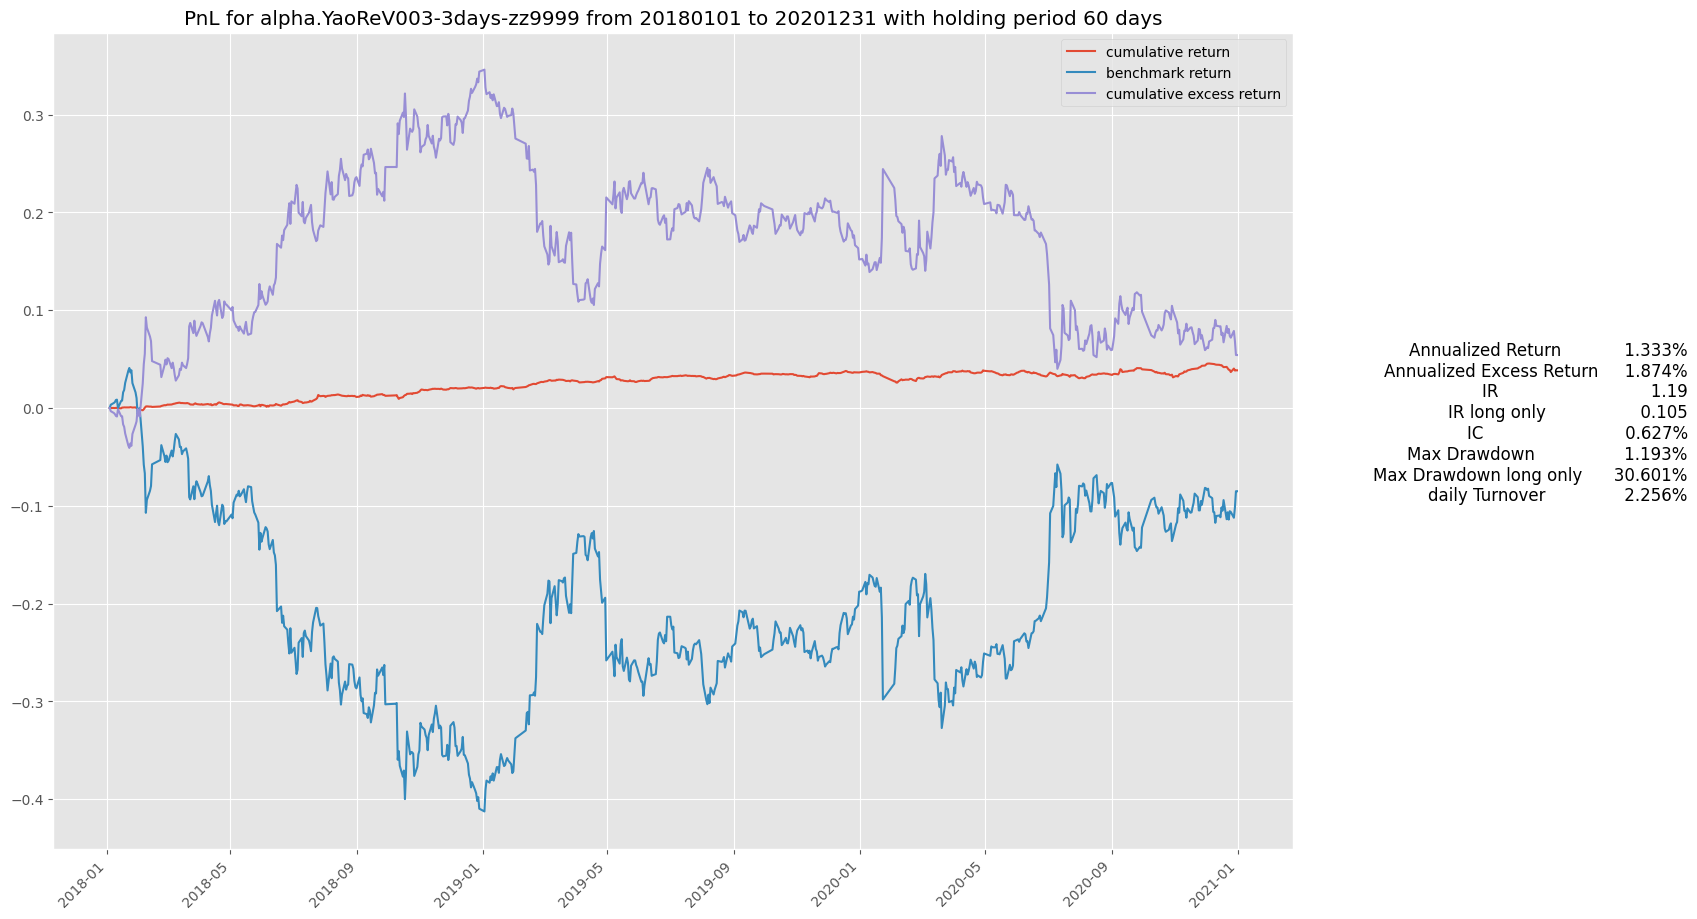 PnL for alpha.YaoReV003-3days-zz9999 from 20180101 to 20201231 with holding period 60 days
cumulative return
benchmark return
cumulative excess return
0.3
0.2
0.1
0.0
−0.1
−0.2
−0.3
−0.4
2018-01
2018-05
2018-09
2019-01
2019-05
2019-09
2020-01
2020-05
2020-09
2021-01
Annualized Return 1.333%
Annualized Excess Return 1.874%
IR 1.19
IR long only 0.105
IC 0.627%
Max Drawdown 1.193%
Max Drawdown long only 30.601%
daily Turnover 2.256%